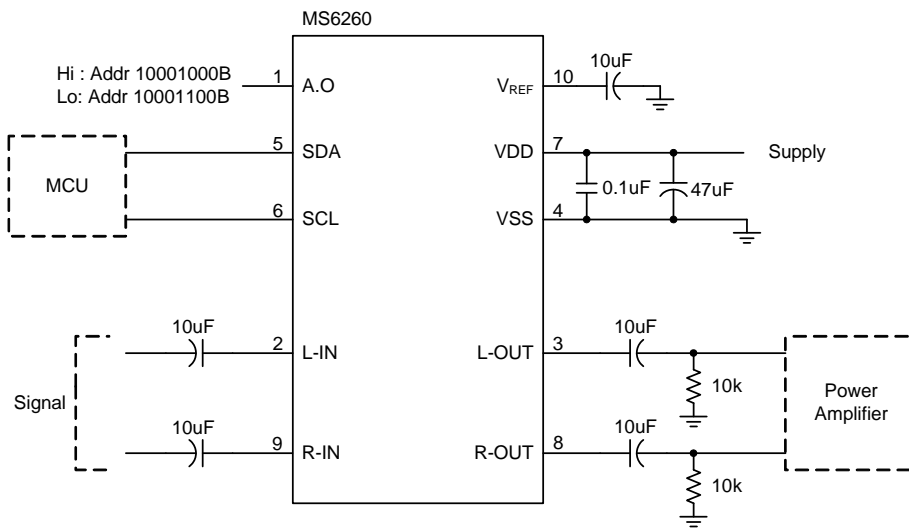 MS6260
Hi : Addr 10001000B
Lo: Addr 10001100B
1 A.O
VREF 10
10uF
MCU
5 SDA
6 SCL
VDD 7
Supply
0.1uF
47uF
VSS 4
Signal
10uF
2 L-IN
10uF
9 R-IN
L-OUT 3
10uF
10k
R-OUT 8
10uF
10k
Power
Amplifier